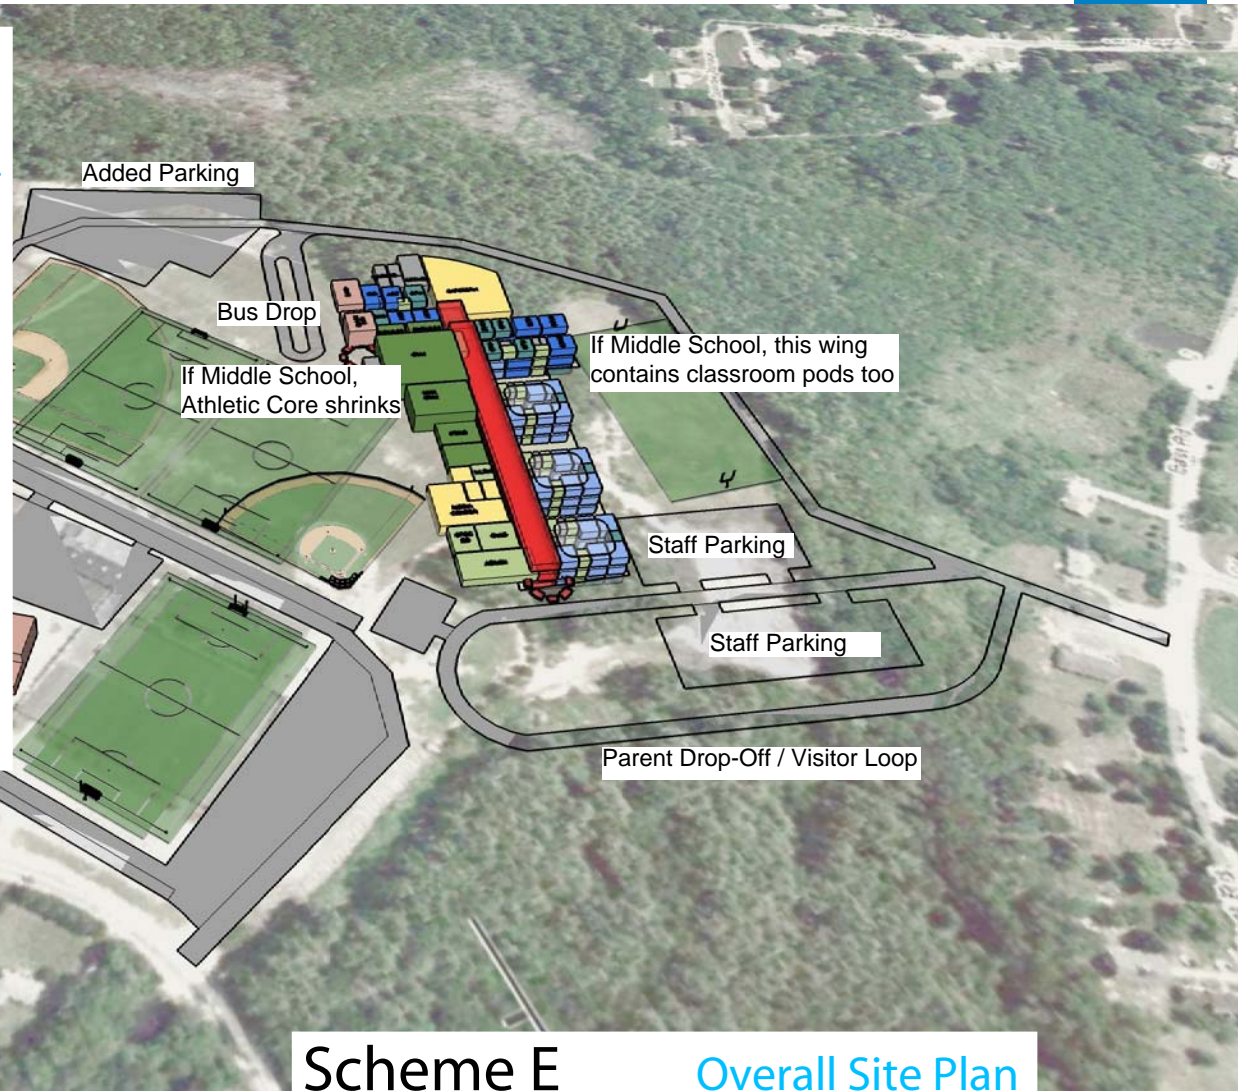 Added Parking
Bus Drop
If Middle School,
Athletic Core shrinks
If Middle School, this wing
contains classroom pods too
Staff Parking
Staff Parking
Parent Drop-Off / Visitor Loop
Scheme E
Overall Site Plan